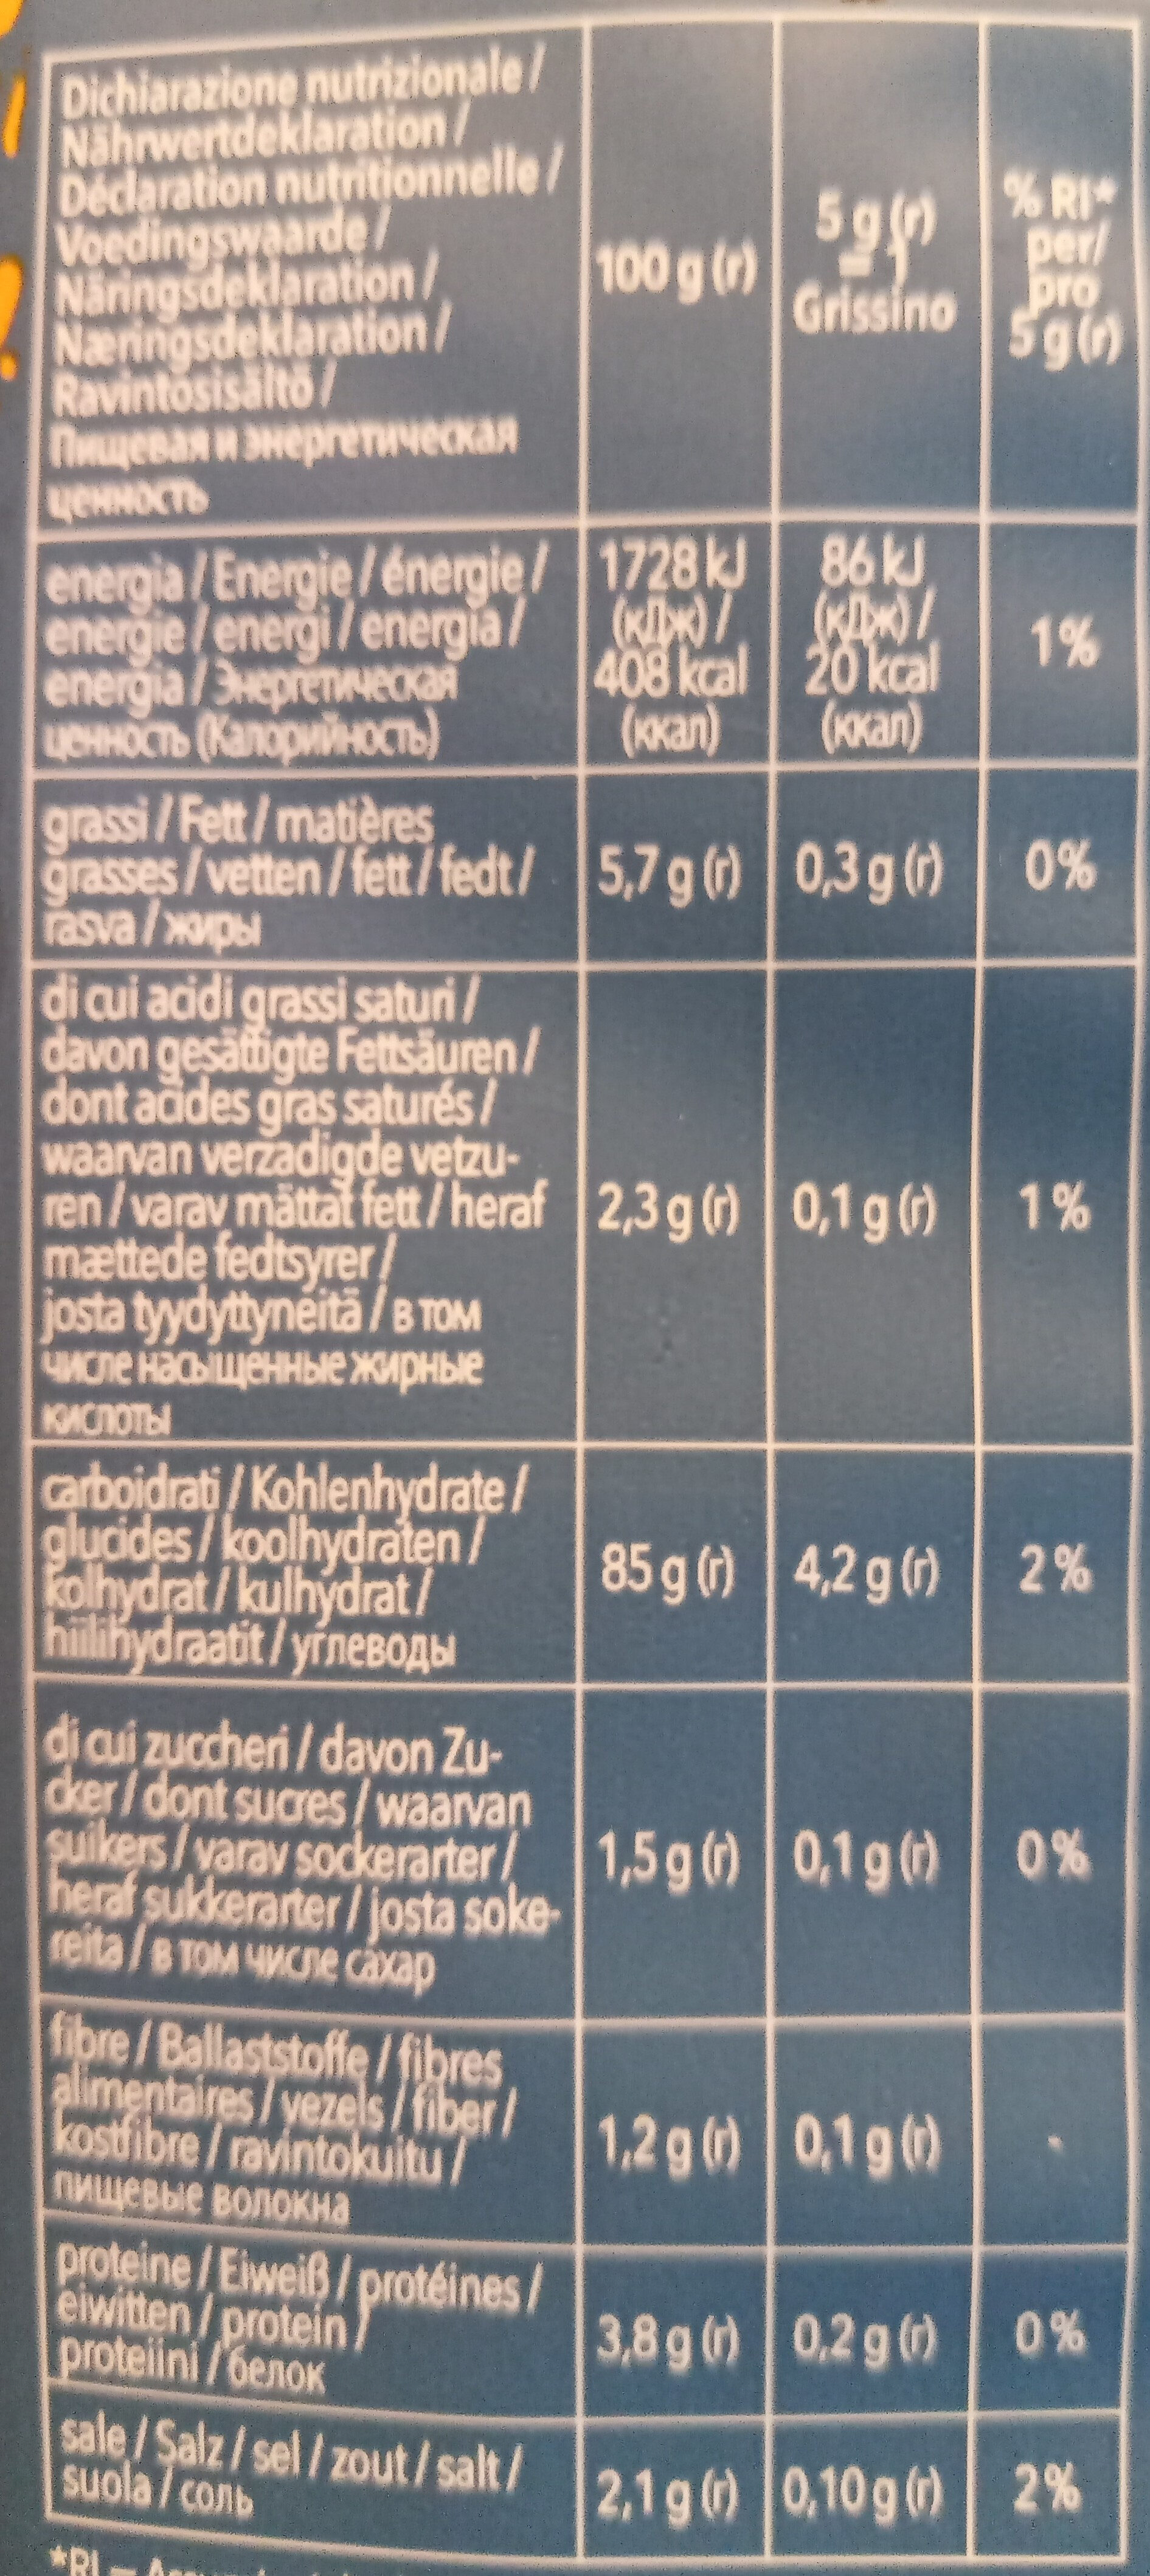 Dichiarazione nutrizionale /
Nährwertdeklaration /
Déclaration nutritionnelle /
Voedingswaarde /
Näringsdeklaration /
Næringsdeklaration /
Ravintosisältö /
Пищевая и энергетическая
ценность
100 g (г)
5 g (г)
= 1
Grissino
% RI*
per/
pro
5 g (г)
energia / Energie / énergie /
energie / energi / energia /
energia / Энергетическая
ценность (Калорийность)
1728 kJ
(кДж) /
408 kcal
(ккал)
86 kJ
(кДж) /
20 kcal
(ккал)
1%
grassi / Fett / matières
grasses / vetten / fett / fedt /
rasva / жиры
5,7 g (г)
0,3 g (г)
0%
di cui acidi grassi saturi /
davon gesättigte Fettsäuren /
dont acides gras saturés /
waarvan verzadigde vetzu-
ren / varav mättat fett / heraf
mættede fedtsyrer /
josta tyydyttyneitä / в том
числе насыщенные жирные
кислоты
2,3 g (г)
0,1 g (г)
1%
carboidrati / Kohlenhydrate /
glucides / koolhydraten /
kolhydrat / kulhydrat /
hiilihydraatit / углеводы
85 g (г)
4,2 g (г)
2%
di cui zuccheri / davon Zu-
cker / dont sucres / waarvan
suikers / varav sockerarter /
heraf sukkerarter / josta soke-
reita / в том числе сахар
1,5 g (г)
0,1 g (г)
0%
fibre / Ballaststoffe / fibres
alimentaires / vezels / fiber /
kostfibre / ravintokuitu /
пищевые волокна
1,2 g (г)
0,1 g (г)
-
proteine / Eiweiß / protéines /
eiwitten / protein /
proteiini / белок
3,8 g (г)
0,2 g (г)
0%
sale / Salz / sel / zout / salt /
suola / соль
2,1 g (г)
0,10 g (г)
2%
*RI =